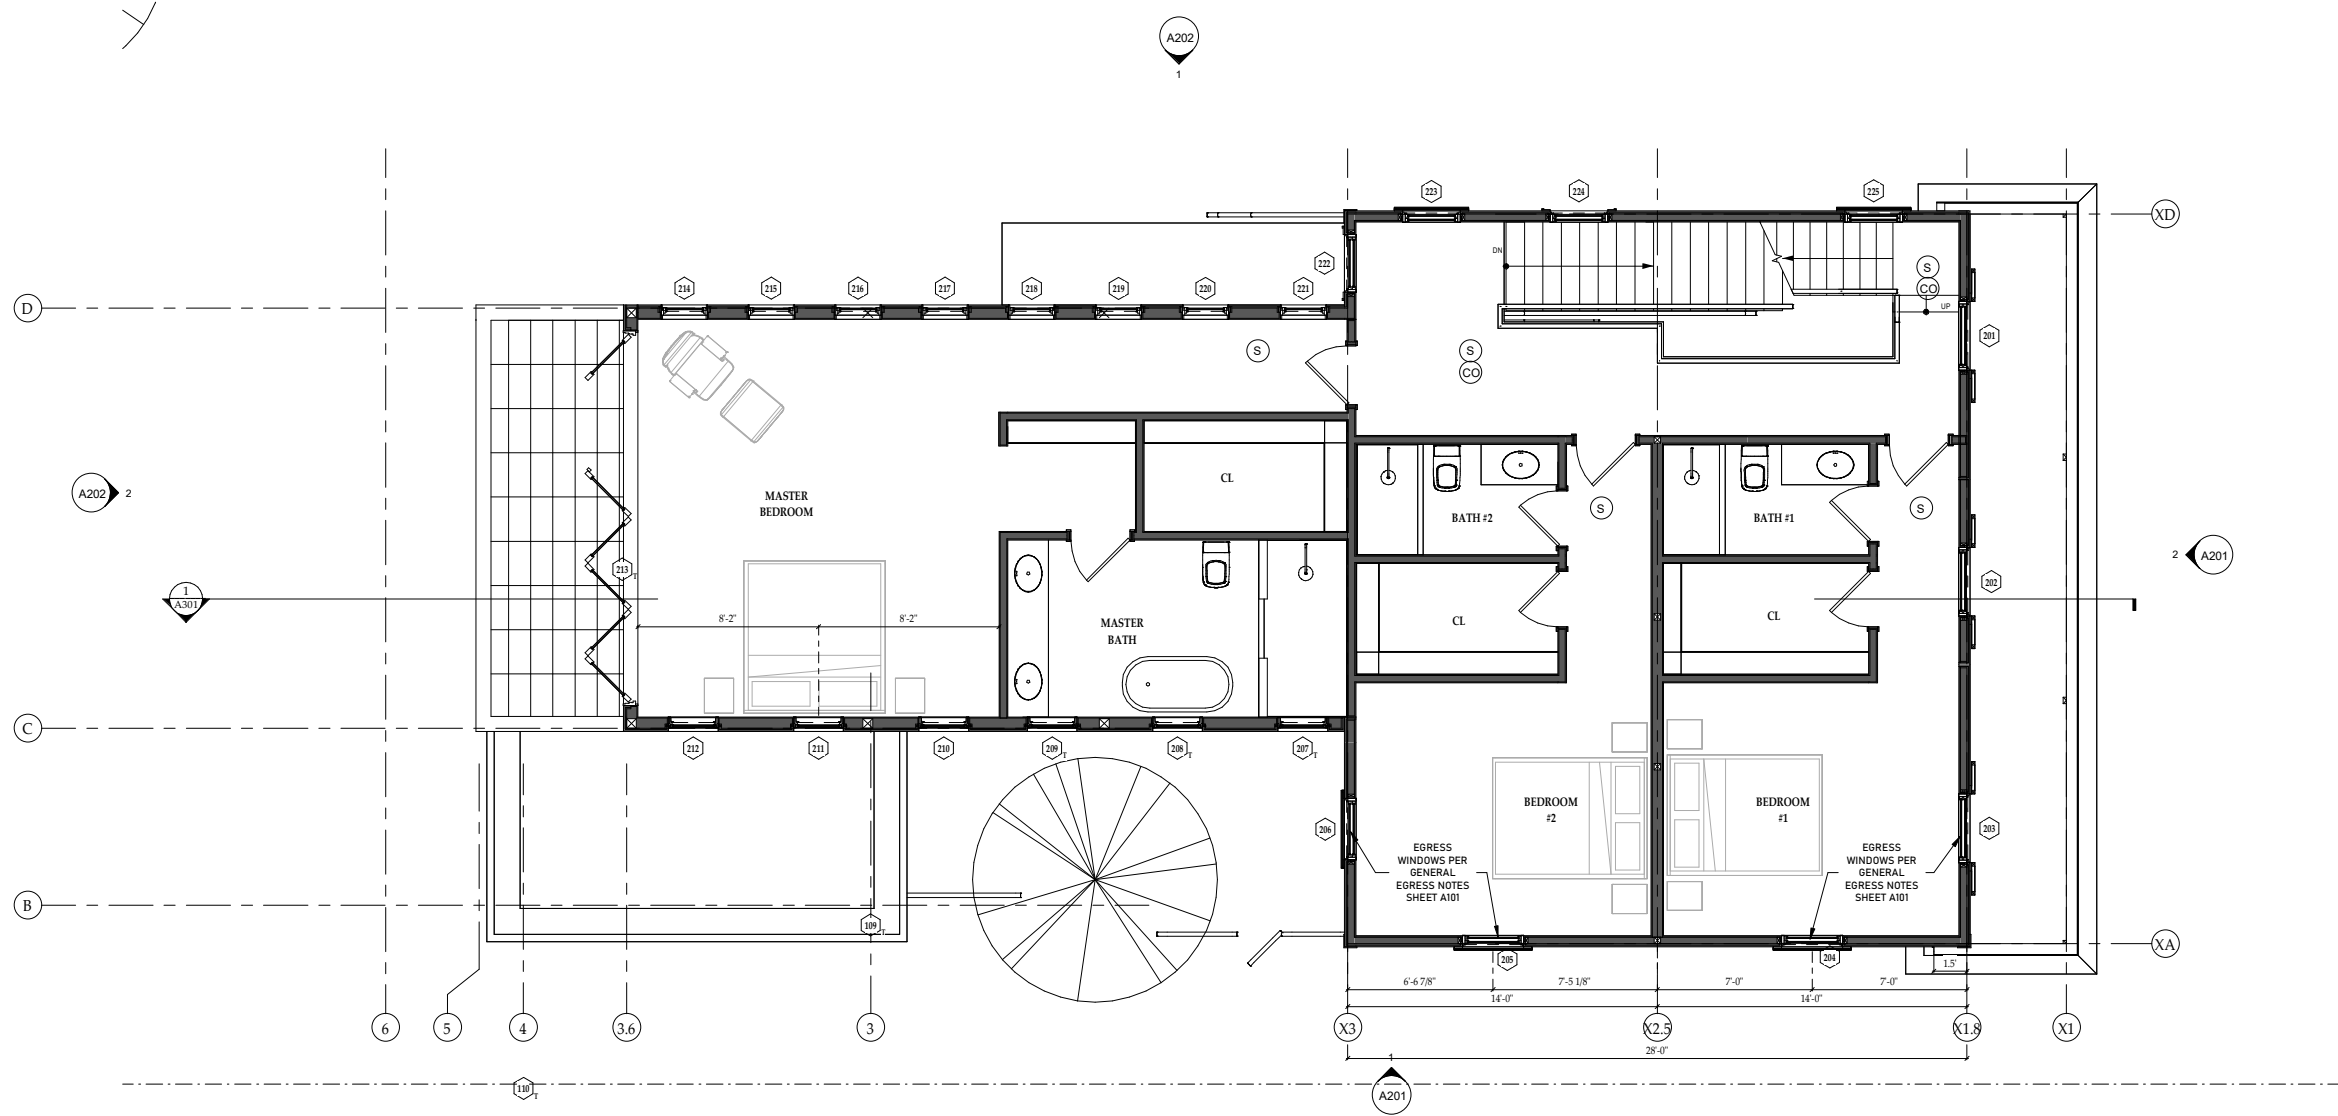 A202
1
223
224
225
XD
222
DN
S
CO
UP
214
215
216
217
218
219
220
221
D
201
S
S
CO
CL
A202
2
MASTER
BEDROOM
BATH #2
S
BATH #1
S
2
A201
213
T
202
1
A301
8'-2"
8'-2"
MASTER
BATH
CL
CL
C
212
211
210
209
T
208
T
207
T
BEDROOM
#2
BEDROOM
#1
206
203
EGRESS
WINDOWS PER
GENERAL
EGRESS NOTES
SHEET A101
EGRESS
WINDOWS PER
GENERAL
EGRESS NOTES
SHEET A101
B
109
T
XA
205
204
1.5'
6'-6 7/8"
7'-5 1/8"
7'-0"
7'-0"
14'-0"
14'-0"
6
5
4
3.6
3
X3
X2.5
X1.8
X1
28'-0"
1
A201
110
T